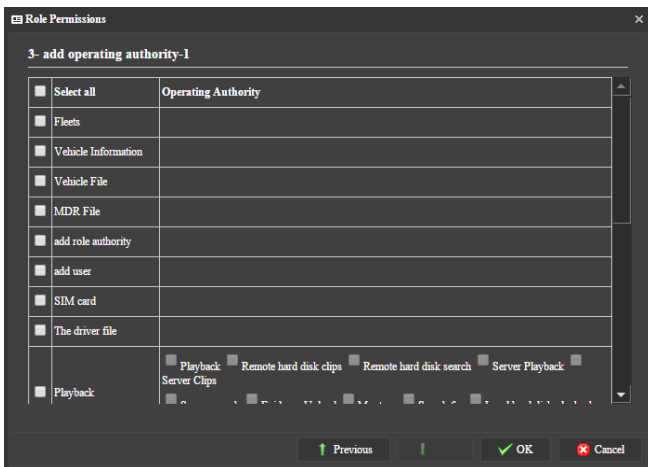 Role Permissions
3- add operating authority-1
Select all Operating Authority
Fleets
Vehicle Information
Vehicle File
MDR File
add role authority
add user
SIM card
The driver file
Playback Remote hard disk clips Remote hard disk search Server Playback
Server Clips
Playback
Previous OK Cancel